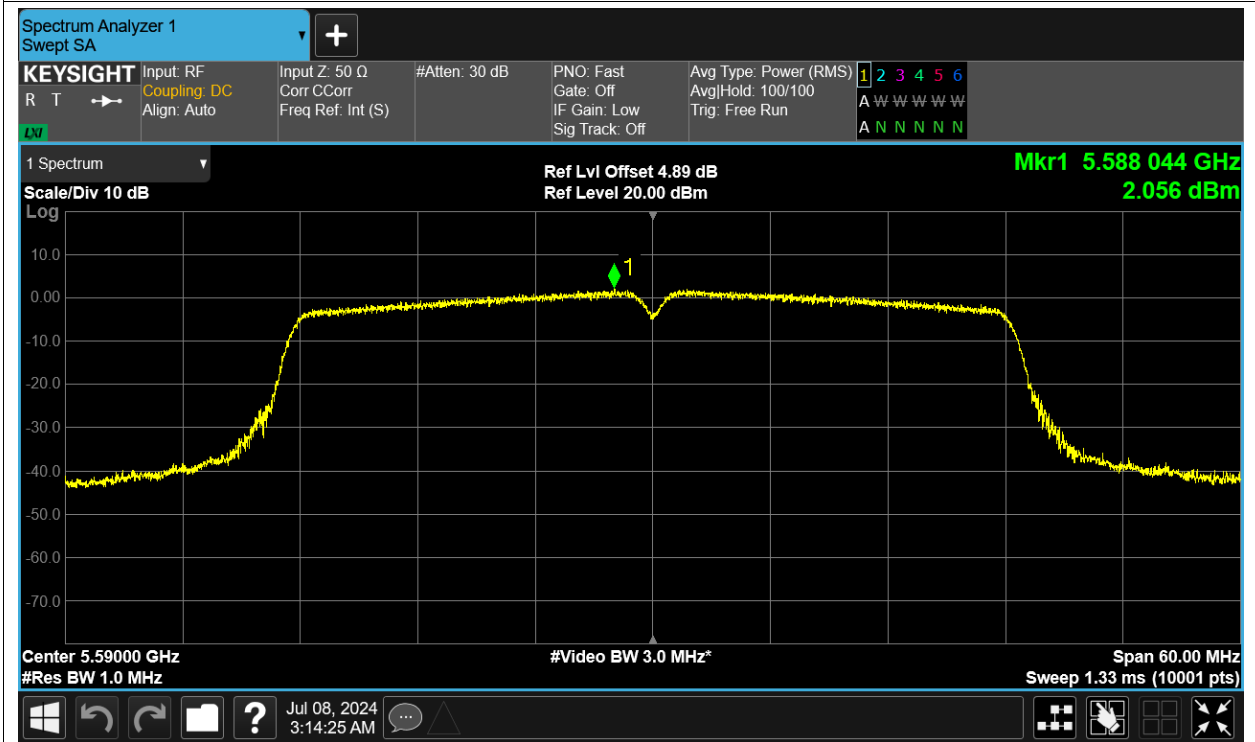 Spectrum Analyzer 1
Swept SA
KEYSIGHT
R T
LXI
Input: RF
Coupling: DC
Align: Auto
Input Z: 50 Ω
Corr CCorr
Freq Ref: Int (S)
#Atten: 30 dB
PNO: Fast
Gate: Off
IF Gain: Low
Sig Track: Off
Avg Type: Power (RMS)
Avg|Hold: 100/100
Trig: Free Run
1 2 3 4 5 6
A W W W W W
A N N N N N
1 Spectrum
Scale/Div 10 dB
Log
Ref Lvl Offset 4.89 dB
Ref Level 20.00 dBm
Mkr1 5.588 044 GHz
2.056 dBm
10.0
0.00
-10.0
-20.0
-30.0
-40.0
-50.0
-60.0
-70.0
1
Center 5.59000 GHz
#Res BW 1.0 MHz
#Video BW 3.0 MHz*
Span 60.00 MHz
Sweep 1.33 ms (10001 pts)
?
Jul 08, 2024
3:14:25 AM